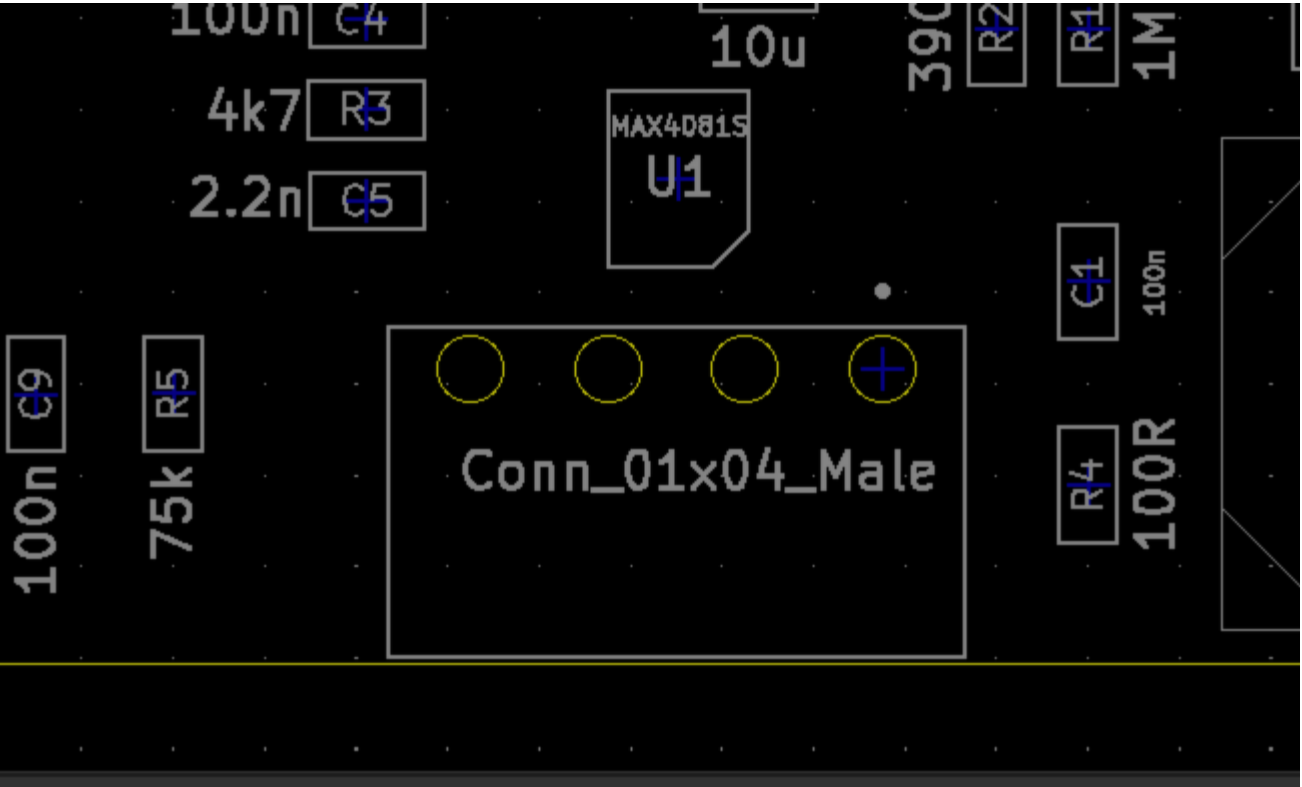 100n C4
10u
R2
R1 1M
4k7 R3
MAX4081S
U1
2.2n C5
C1 100n
C9 100n
R5 75k
Conn_01x04_Male
R4 100R